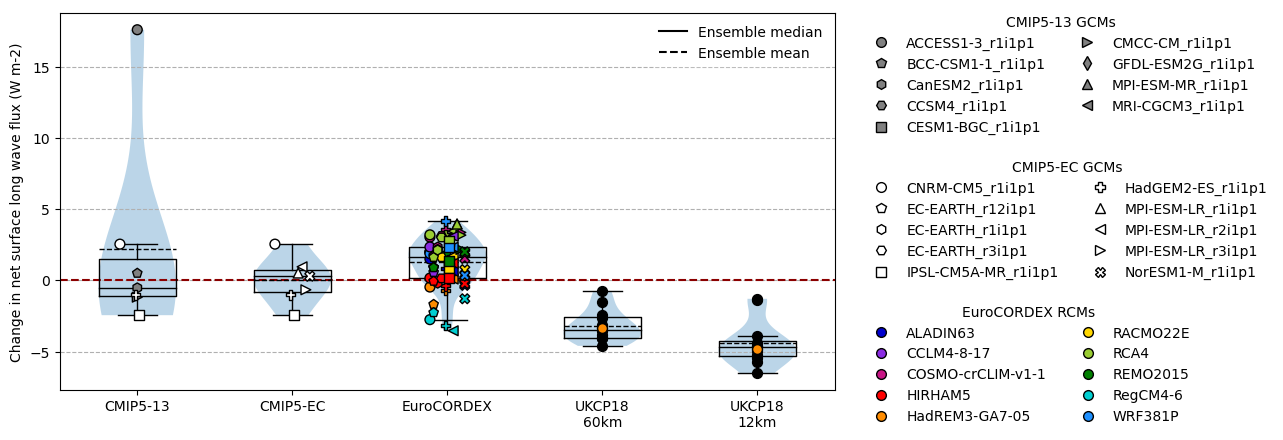 Change in net surface long wave flux (W m-2)
15
10
5
0
−5
CMIP5-13
CMIP5-EC
EuroCORDEX
UKCP18
60km
UKCP18
12km
Ensemble median
Ensemble mean
CMIP5-13 GCMs
ACCESS1-3_r1i1p1
BCC-CSM1-1_r1i1p1
CanESM2_r1i1p1
CCSM4_r1i1p1
CESM1-BGC_r1i1p1
CMCC-CM_r1i1p1
GFDL-ESM2G_r1i1p1
MPI-ESM-MR_r1i1p1
MRI-CGCM3_r1i1p1
CMIP5-EC GCMs
CNRM-CM5_r1i1p1
EC-EARTH_r12i1p1
EC-EARTH_r1i1p1
EC-EARTH_r3i1p1
IPSL-CM5A-MR_r1i1p1
HadGEM2-ES_r1i1p1
MPI-ESM-LR_r1i1p1
MPI-ESM-LR_r2i1p1
MPI-ESM-LR_r3i1p1
NorESM1-M_r1i1p1
EuroCORDEX RCMs
ALADIN63
CCLM4-8-17
COSMO-crCLIM-v1-1
HIRHAM5
HadREM3-GA7-05
RACMO22E
RCA4
REMO2015
RegCM4-6
WRF381P